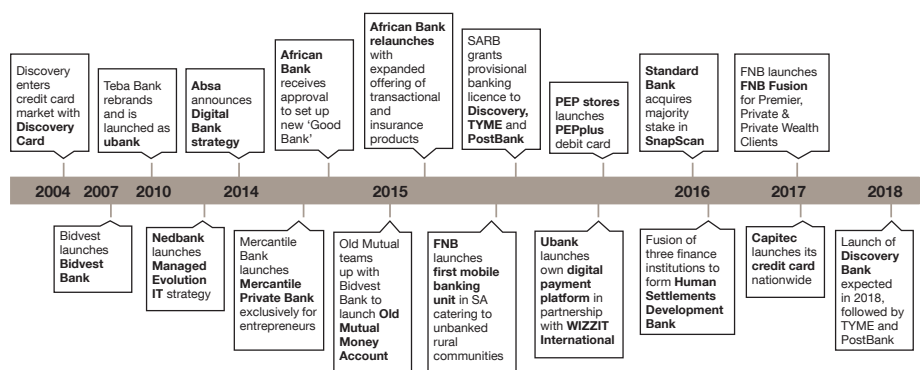 Discovery
enters
credit card
market with
Discovery
Card
Teba Bank
rebrands
and is
launched as
ubank
Absa
announces
Digital
Bank
strategy
African
Bank
receives
approval
to set up
new ‘Good
Bank’
African Bank
relaunches with
expanded
offering of
transactional
and
insurance
products
SARB
grants
provisional
banking
licence to
Discovery,
TYME and
PostBank
PEP stores
launches
PEPplus
debit card
Standard
Bank
acquires
majority
stake in
SnapScan
FNB launches
FNB Fusion
for Premier,
Private &
Private Wealth
Clients
2004 2007 2010 2014 2015 2016 2017 2018
Bidvest
launches
Bidvest
Bank
Nedbank
launches
Managed
Evolution
IT strategy
Mercantile
Bank
launches
Mercantile
Private Bank
exclusively for
entrepreneurs
Old Mutual
teams
up with
Bidvest
Bank to
launch Old
Mutual
Money
Account
FNB
launches
first mobile
banking
unit in SA
catering to
unbanked
rural
communities
Ubank
launches
own digital
payment
platform in
partnership
with WIZZIT
International
Fusion of
three finance
institutions to
form Human
Settlements
Development
Bank
Capitec
launches its
credit card
nationwide
Launch of
Discovery
Bank
expected
in 2018,
followed by
TYME and
PostBank